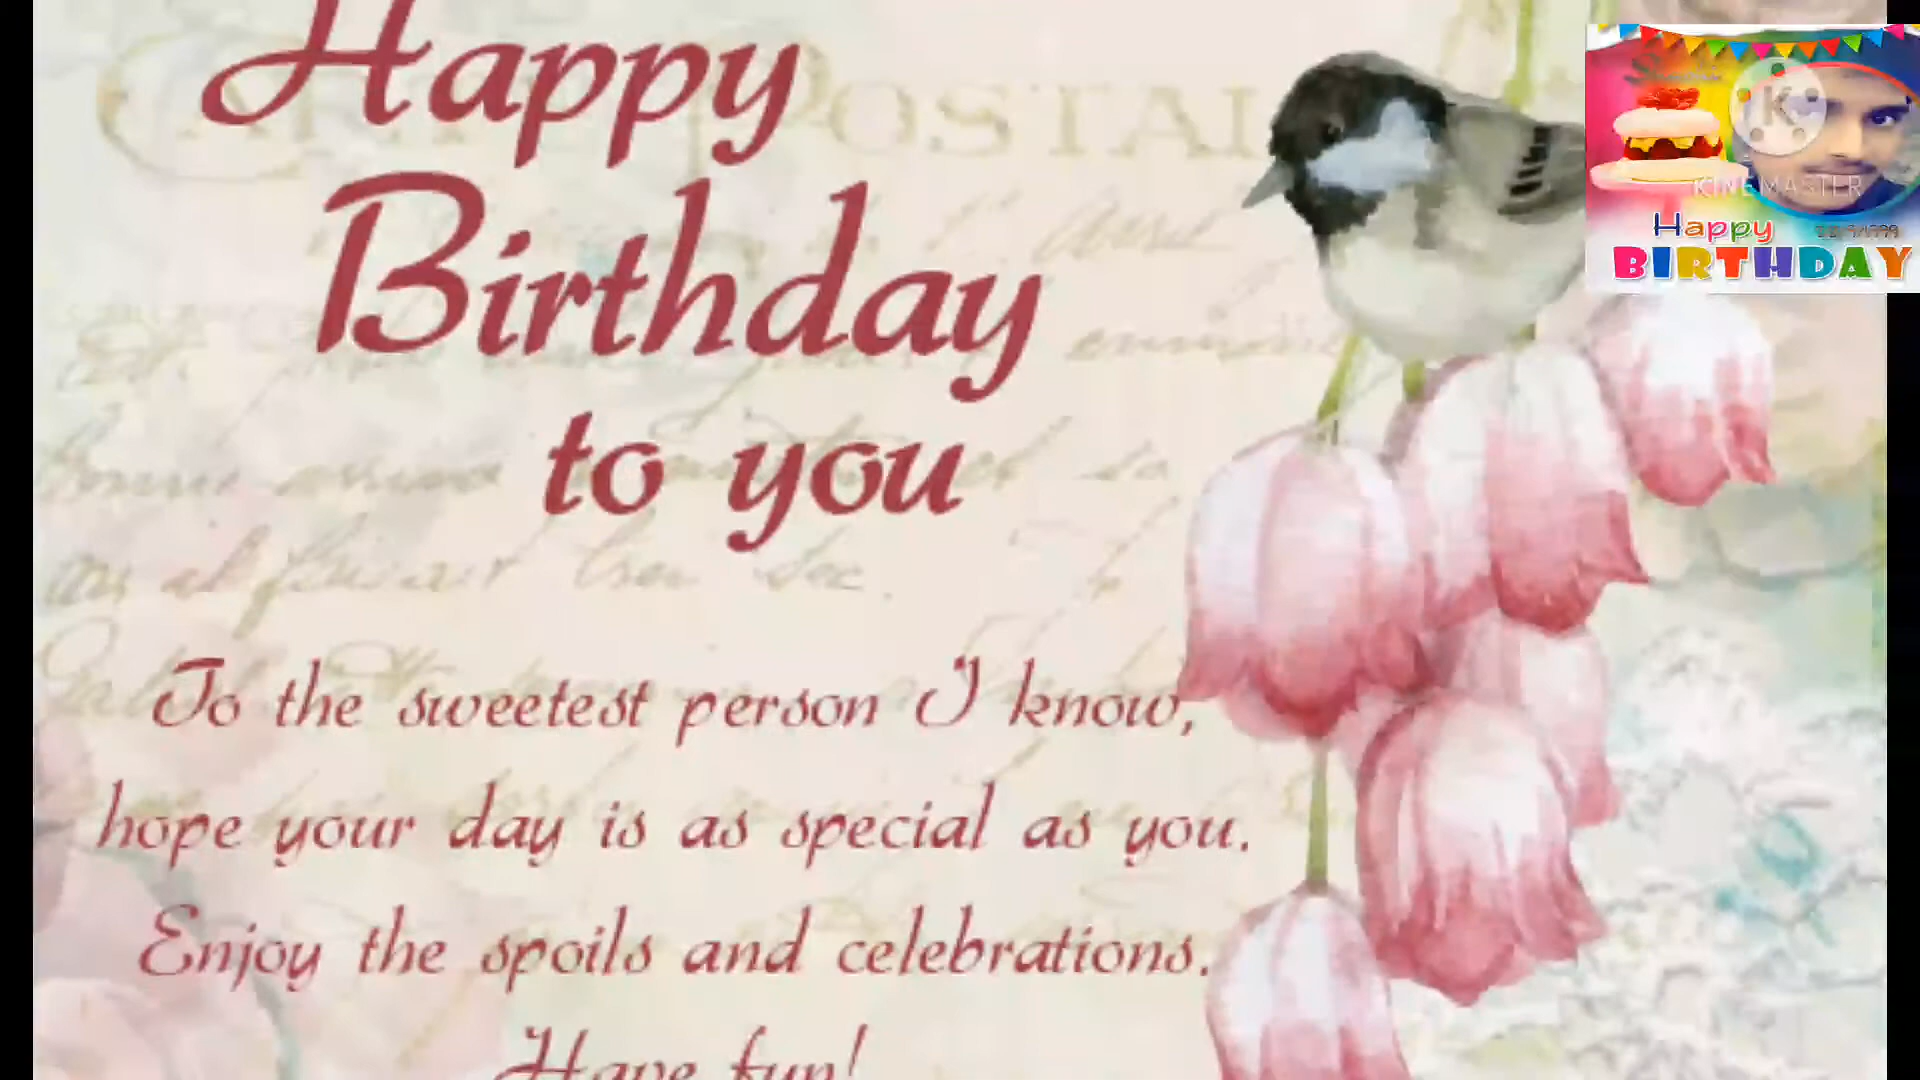 Happy
Birthday
to you
To the sweetest person I know,
hope your day is as special as you.
Enjoy the spoils and celebrations.
Have fun!
KINEMASTER
Happy
BIRTHDAY